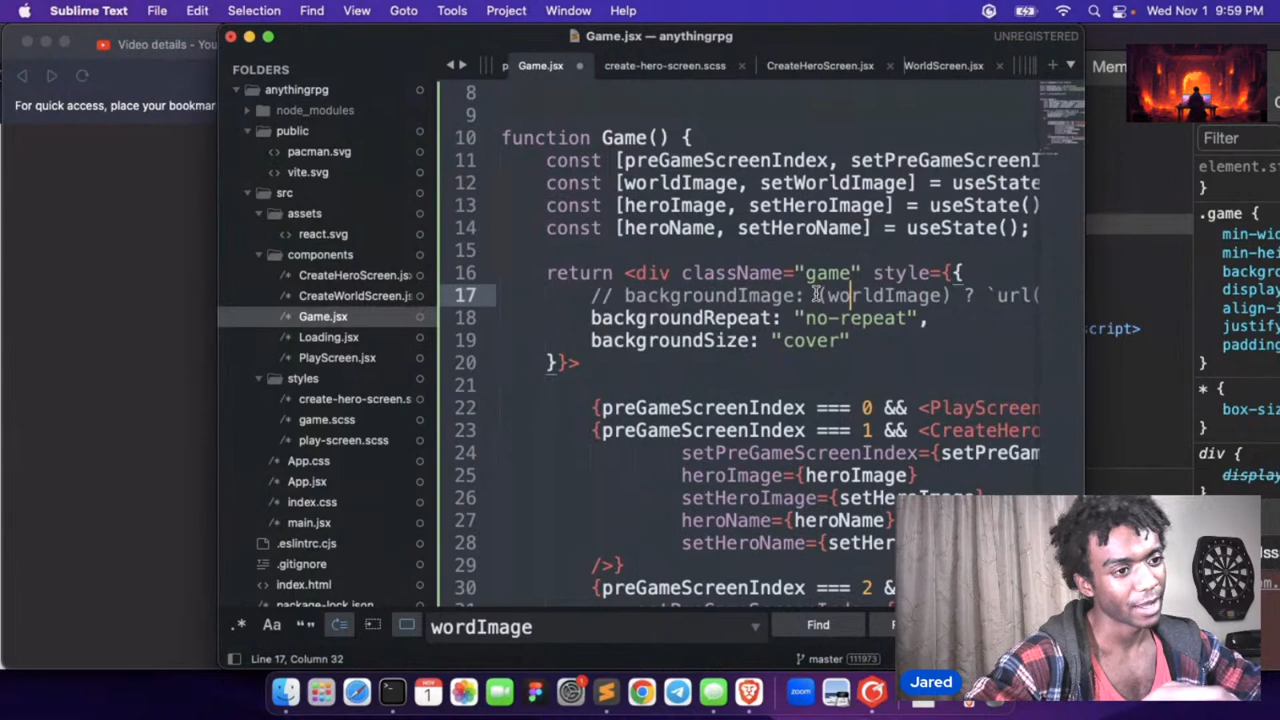 Sublime Text File Edit Selection Find View Goto Tools Project Window Help Wed Nov 1 9:59 PM
Video details - You
For quick access, place your bookmar
Game.jsx — anythingrpg UNREGISTERED
Game.jsx create-hero-screen.scss CreateHeroScreen.jsx WorldScreen.jsx
FOLDERS
anythingrpg
node_modules
public
pacman.svg
vite.svg
src
assets
react.svg
components
CreateHeroScreen.js
CreateWorldScreen.j
Game.jsx
Loading.jsx
PlayScreen.jsx
styles
create-hero-screen.s
game.scss
play-screen.scss
App.css
App.jsx
index.css
main.jsx
.eslintrc.cjs
.gitignore
index.html
package-lock.json
8
9
10 function Game() {
11 const [preGameScreenIndex, setPreGameScreenI
12 const [worldImage, setWorldImage] = useState
13 const [heroImage, setHeroImage] = useState()
14 const [heroName, setHeroName] = useState();
15
16 return <div className="game" style={{
17 // backgroundImage: (worldImage) ? `url(
18 backgroundRepeat: "no-repeat",
19 backgroundSize: "cover"
20 }}>
21
22 {preGameScreenIndex === 0 && <PlayScreen
23 {preGameScreenIndex === 1 && <CreateHero
24 setPreGameScreenIndex={setPreGam
25 heroImage={heroImage}
26 setHeroImage={setHeroImage}
27 heroName={heroName}
28 setHeroName={setHer
29 />}
30 {preGameScreenIndex === 2 &
.* Aa “” wordImage Find
Line 17, Column 32 master 111973
Mem
Filter
element.st
}
.game {
min-wid
min-hei
backgro
display
align-i
justify
padding
}
script>
* {
box-siz
}
div {
display
Jared
zoom